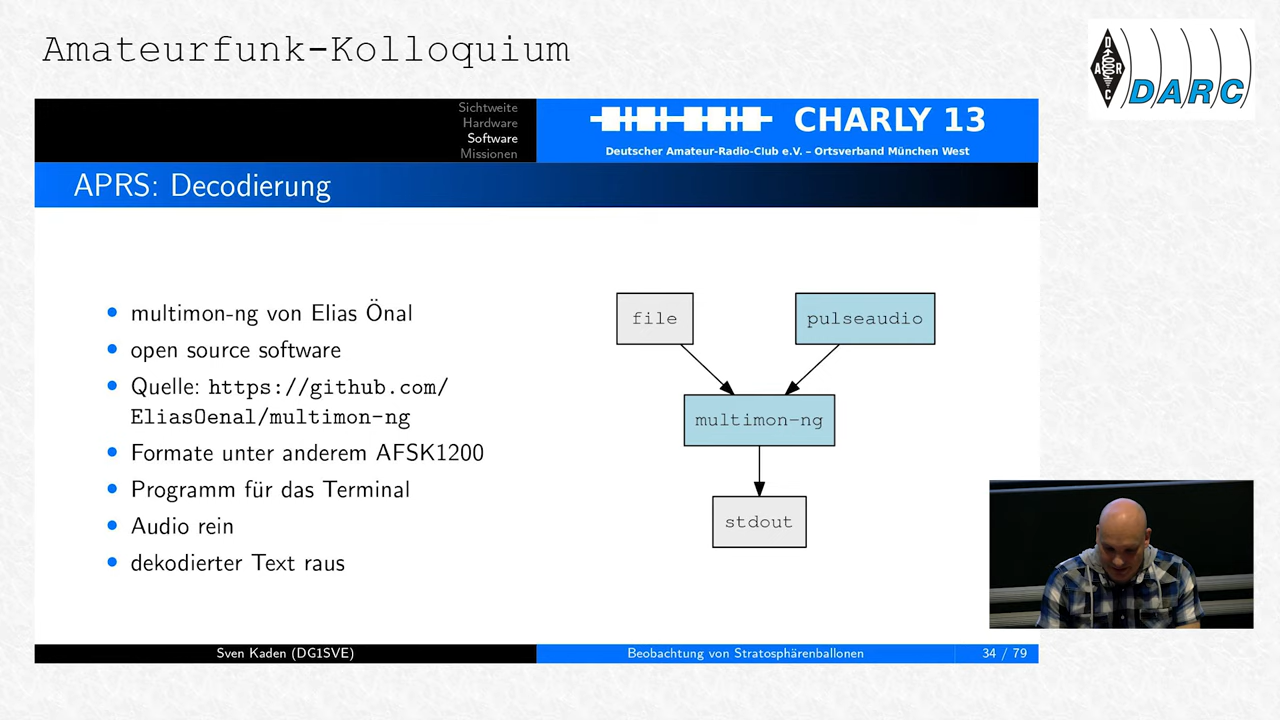 Amateurfunk-Kolloquium
DARC
DARC
Sichtweite
Hardware
Software
Missionen
CHARLY 13
Deutscher Amateur-Radio-Club e.V. – Ortsverband München West
APRS: Decodierung
multimon-ng von Elias Önal
open source software
Quelle: https://github.com/
EliasOenal/multimon-ng
Formate unter anderem AFSK1200
Programm für das Terminal
Audio rein
dekodierter Text raus
file
pulseaudio
multimon-ng
stdout
Sven Kaden (DG1SVE)
Beobachtung von Stratosphärenballonen
34 / 79